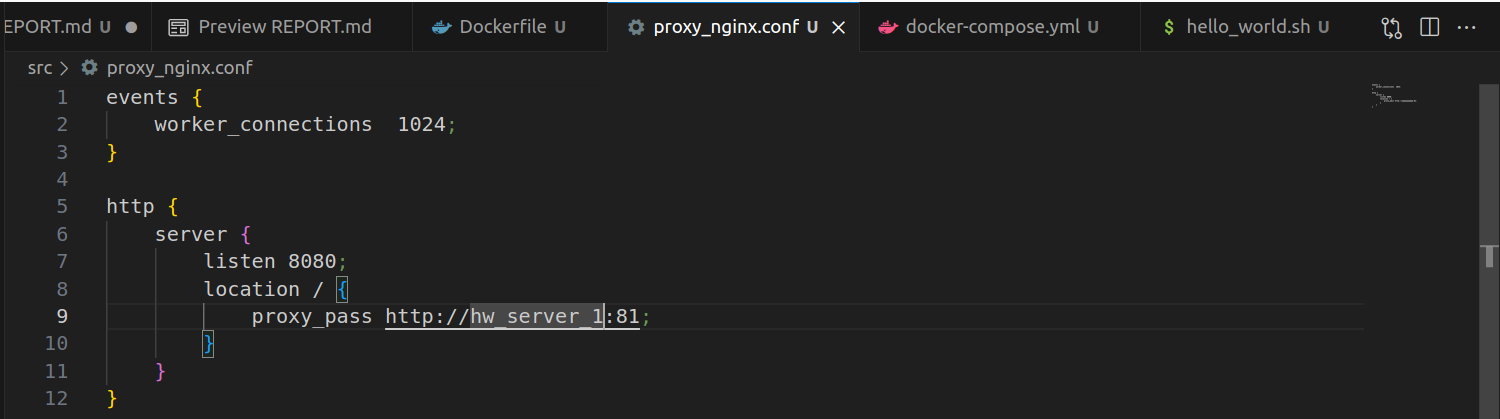 EPORT.md U Preview REPORT.md Dockerfile U proxy_nginx.conf U docker-compose.yml U $ hello_world.sh U
src > proxy_nginx.conf
1 events {
2     worker_connections  1024;
3 }
4
5 http {
6     server {
7         listen 8080;
8         location / {
9             proxy_pass http://hw_server_1:81;
10         }
11     }
12 }